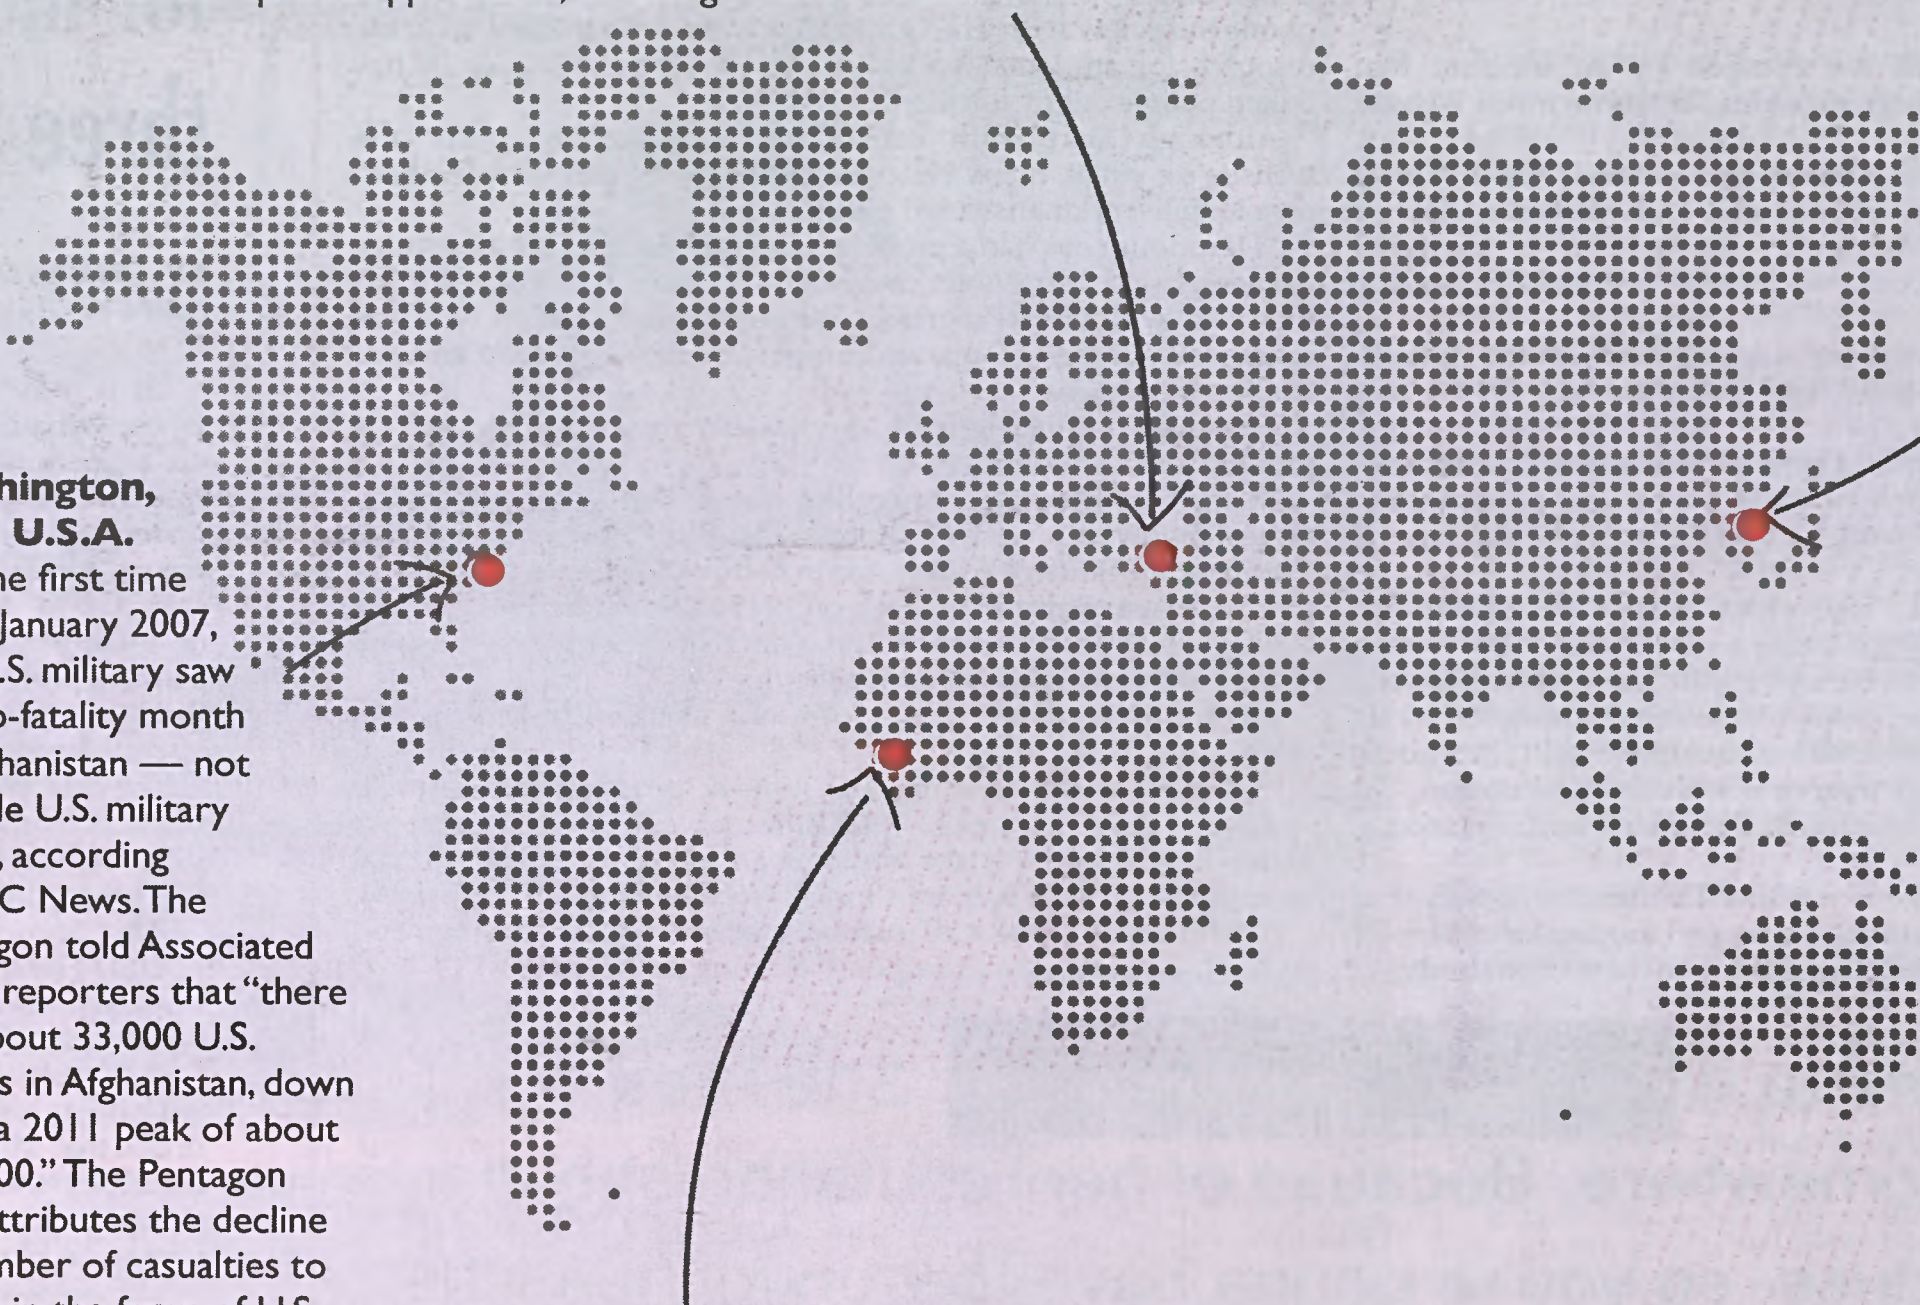 hington,
U.S.A.
ne first time
January 2007,
.S. military saw
o-fatality month
hanistan — not
le U.S. military
, according
C News. The
gon told Associated
reporters that “there
bout 33,000 U.S.
s in Afghanistan, down
a 2011 peak of about
00.” The Pentagon
ttributes the decline
mber of casualties to